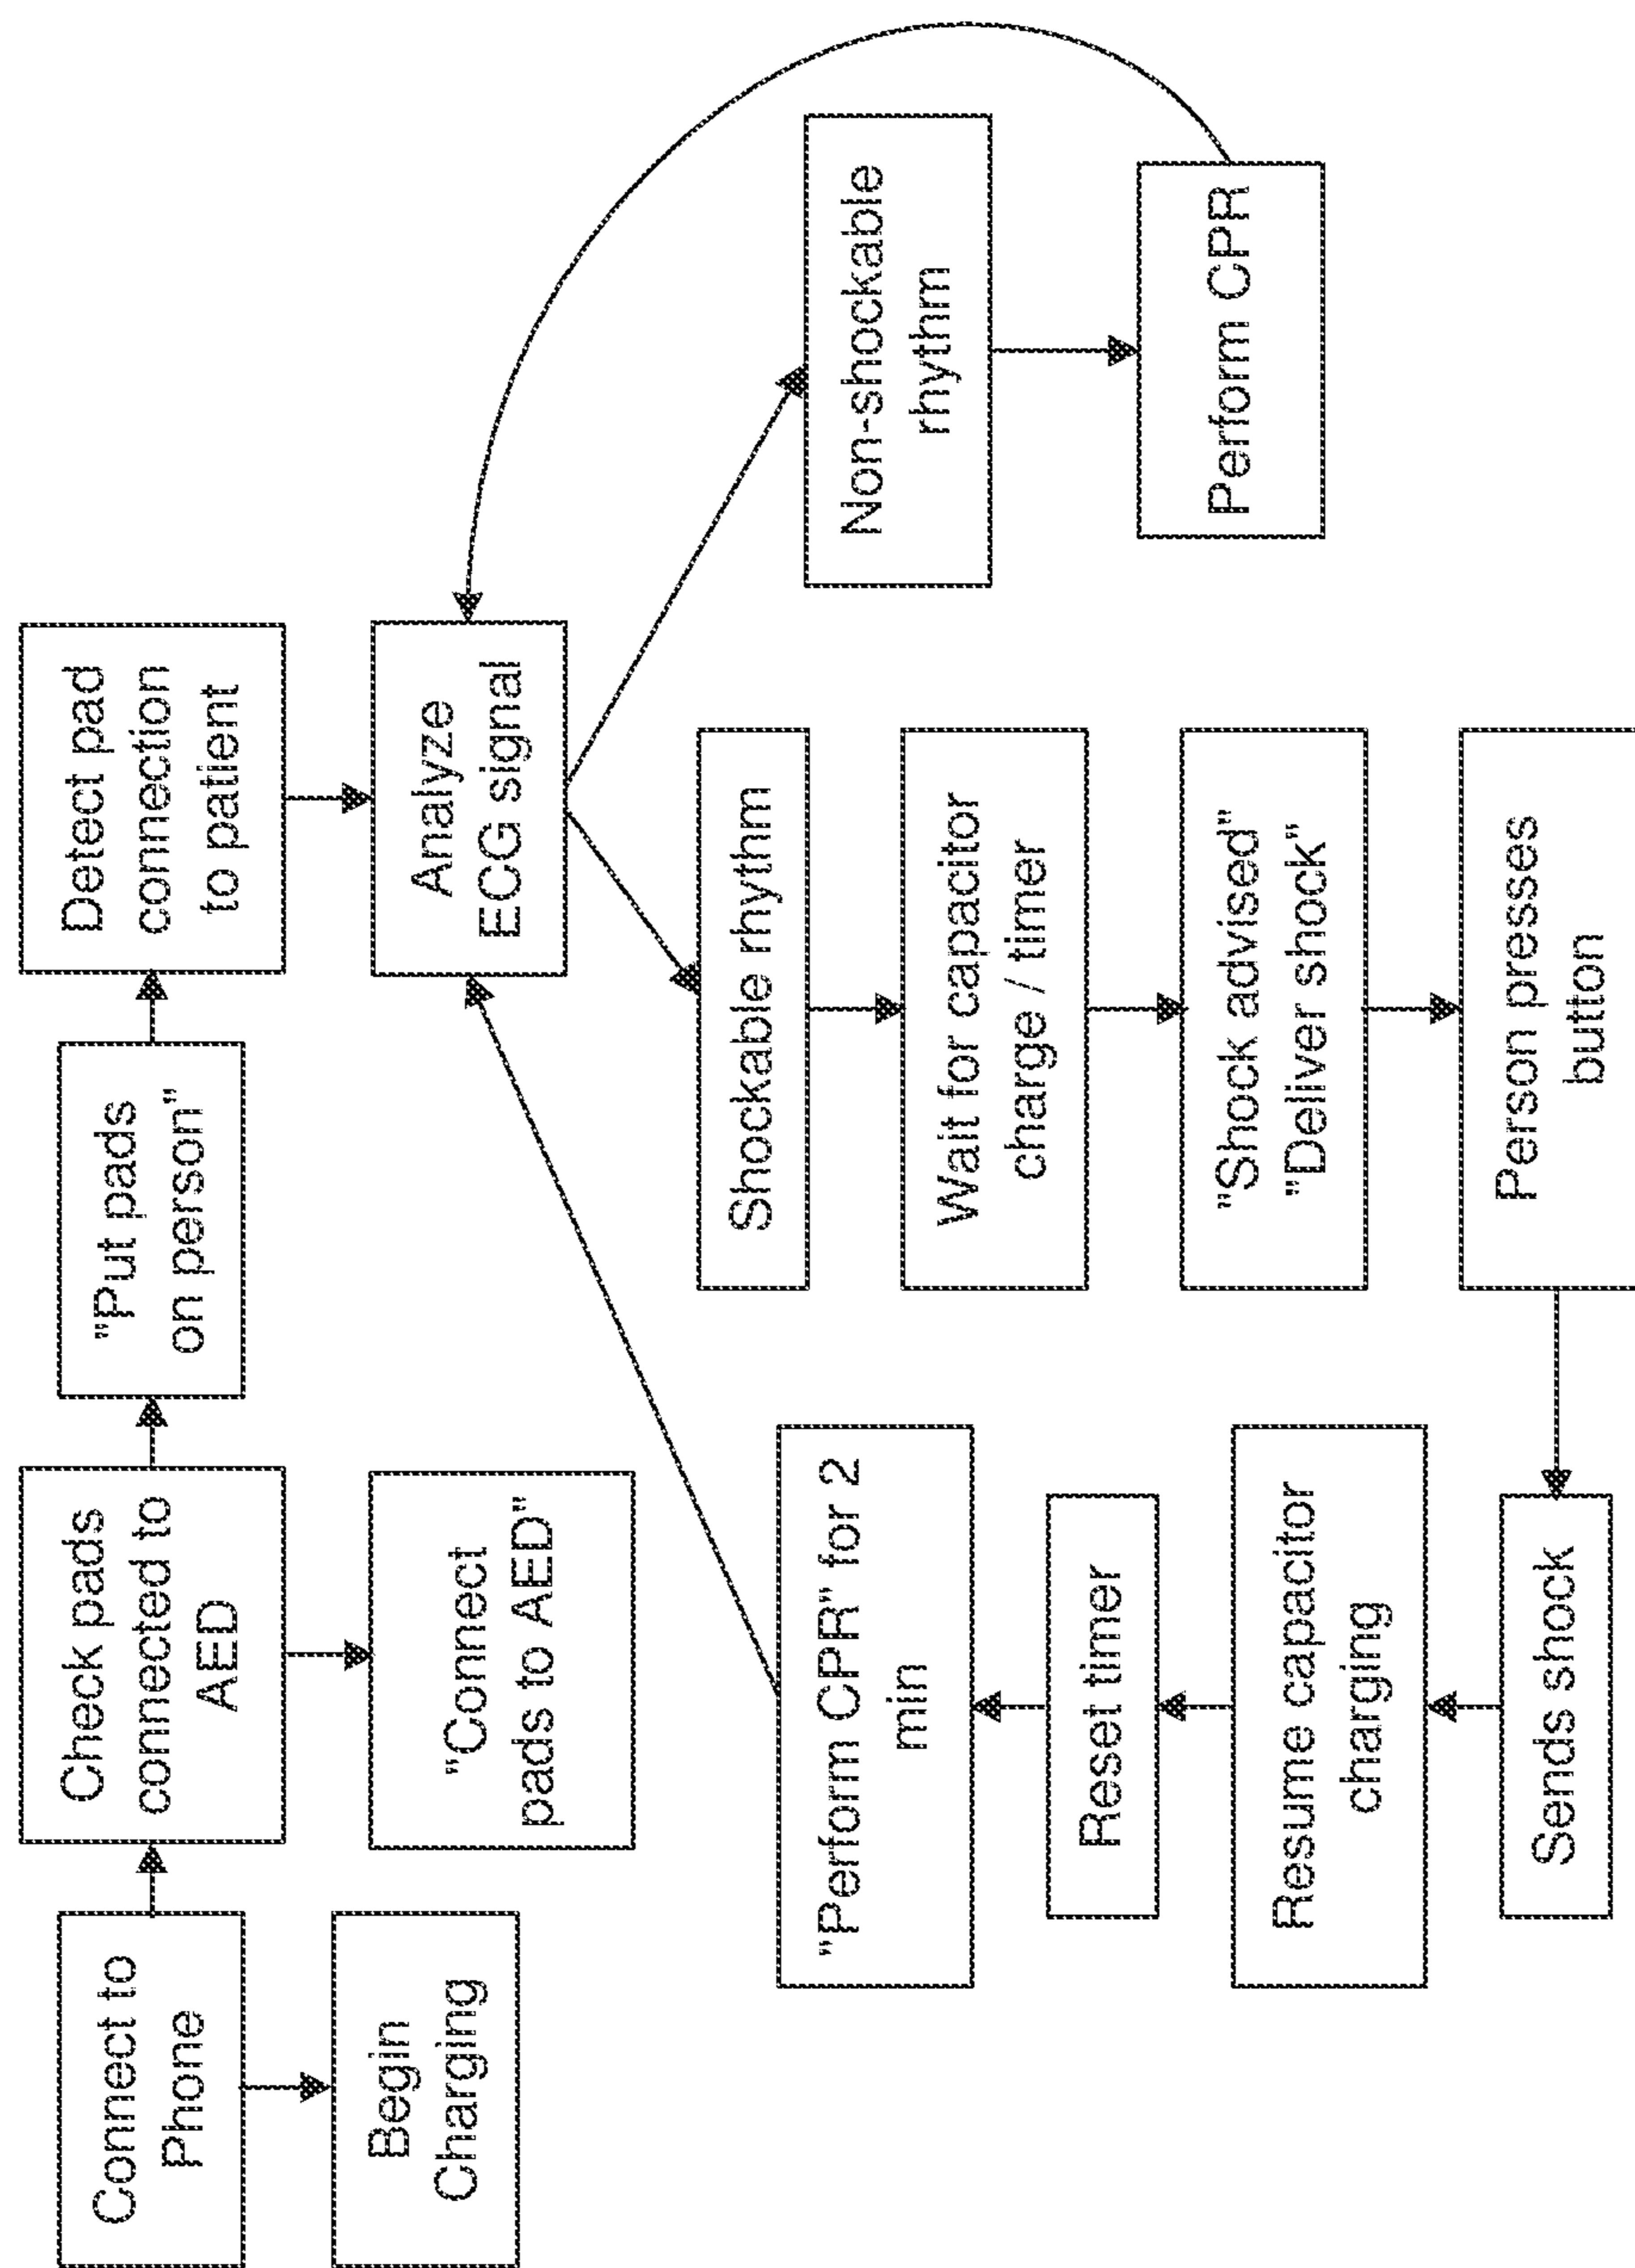 Connect to
Phone
Begin
Charging
Check pads
connected to
AED
"Connect
pads to AED"
"Put pads
on person"
Detect pad
connection
to patient
Analyze
ECG signal
Shockable rhythm
Wait for capacitor
charge / timer
"Shock advised"
"Deliver shock"
Person presses
button
Sends shock
Resume capacitor
charging
Reset timer
"Perform CPR" for 2
min
Non-shockable
rhythm
Perform CPR